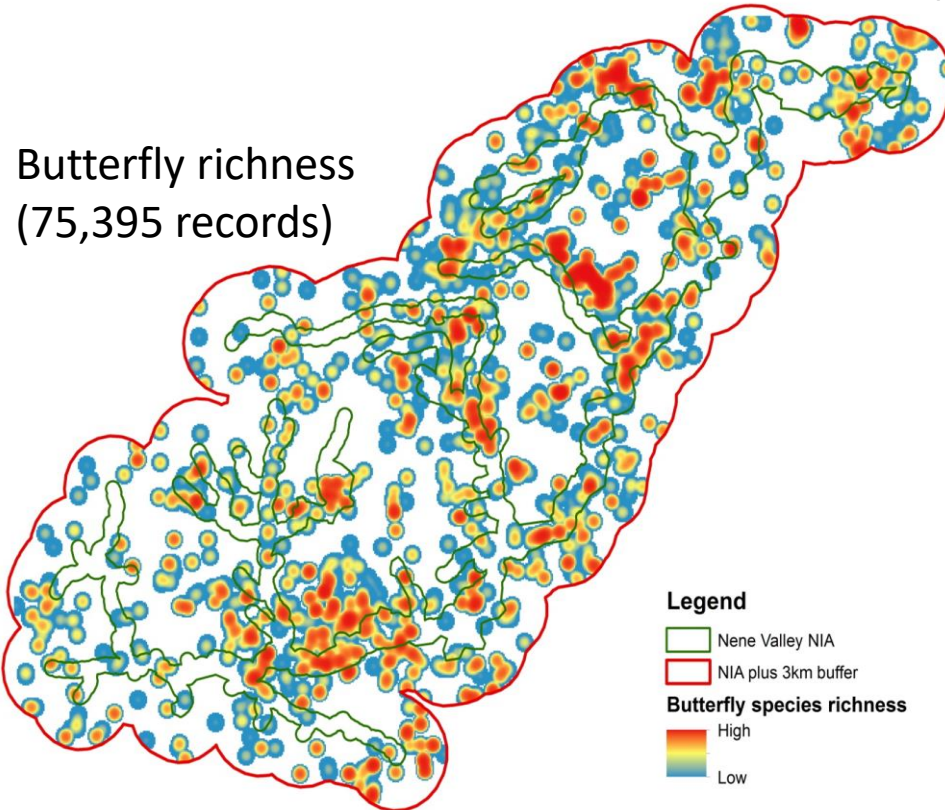 Butterfly richness
(75,395 records)
Legend
Nene Valley NIA
NIA plus 3km buffer
Butterfly species richness
High
Low